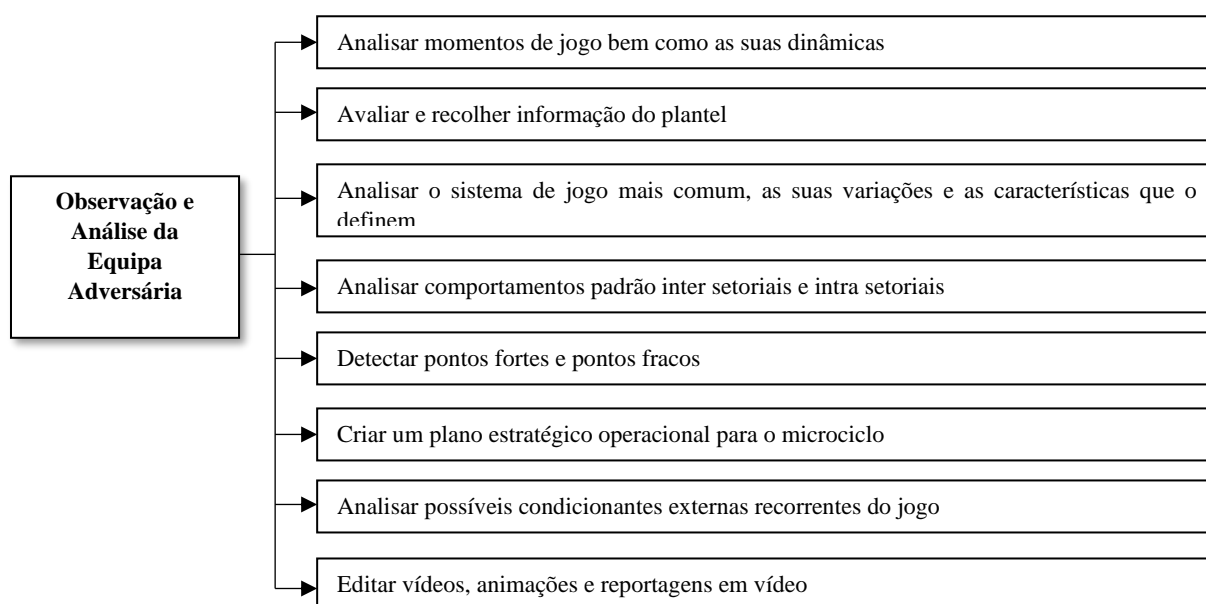 Analisar momentos de jogo bem como as suas dinâmicas
Avaliar e recolher informação do plantel
Observação e
Análise da
Equipa
Adversária
Analisar o sistema de jogo mais comum, as suas variações e as características que o
definem
Analisar comportamentos padrão inter setoriais e intra setoriais
Detectar pontos fortes e pontos fracos
Criar um plano estratégico operacional para o microciclo
Analisar possíveis condicionantes externas recorrentes do jogo
Editar vídeos, animações e reportagens em vídeo